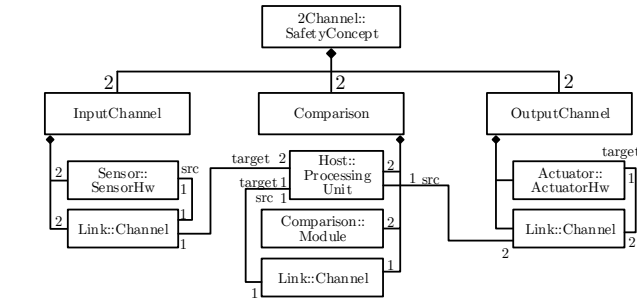 2Channel::
SafetyConcept
2
2
2
InputChannel
Comparison
OutputChannel
2
Sensor::
SensorHw
src
1
target 2
Host::
Processing
Unit
2
1 src
target
Actuator::
ActuatorHw
1
target 1
src 1
2
Link::Channel
1
1
Comparison::
Module
2
Link::Channel
2
2
Link::Channel
1
1